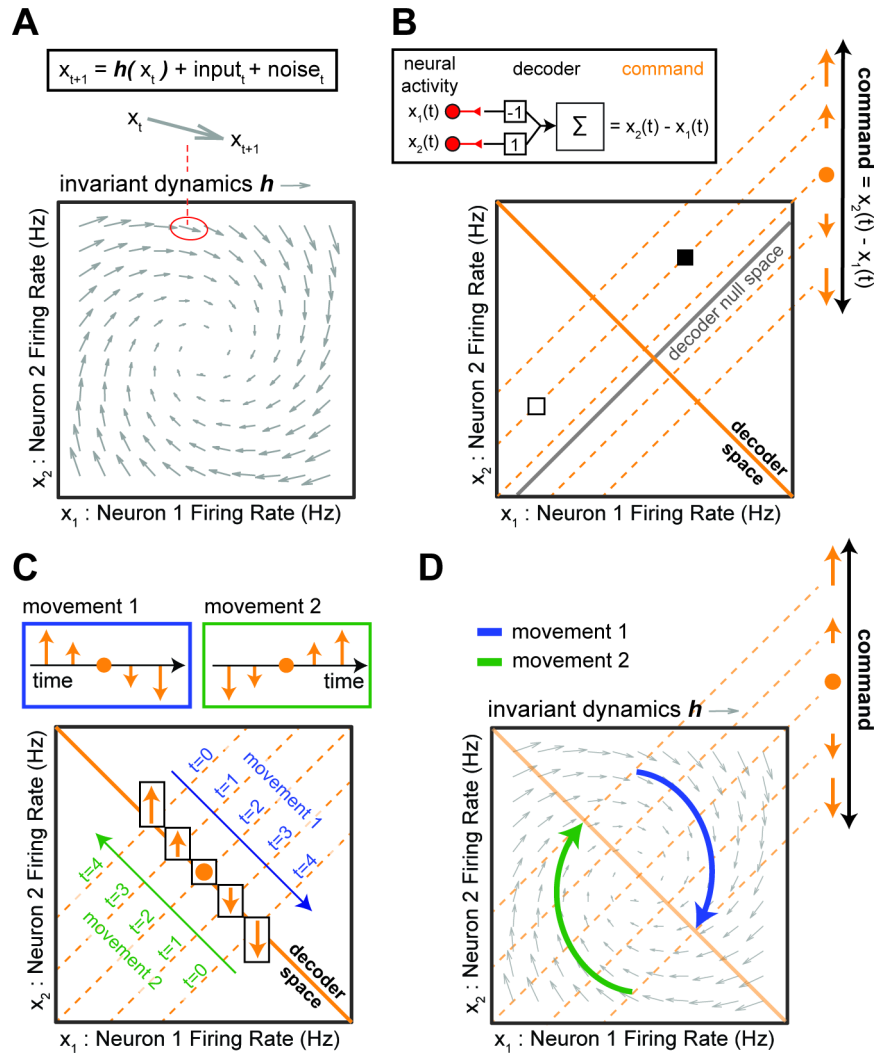 A
x_{t+1} = h( x_t ) + input_t + noise_t
x_t
x_{t+1}
invariant dynamics h
x_2 : Neuron 2 Firing Rate (Hz)
x_1 : Neuron 1 Firing Rate (Hz)
B
neural activity
decoder
command
x_1(t)
-1
x_2(t)
1
Σ
= x_2(t) - x_1(t)
command = x_2(t) - x_1(t)
decoder null space
decoder space
x_2 : Neuron 2 Firing Rate (Hz)
x_1 : Neuron 1 Firing Rate (Hz)
C
movement 1
time
movement 2
time
t=0
t=1
t=2
t=3
t=4
movement 1
t=4
t=3
t=2
t=1
t=0
movement 2
decoder space
x_2 : Neuron 2 Firing Rate (Hz)
x_1 : Neuron 1 Firing Rate (Hz)
D
movement 1
movement 2
command
invariant dynamics h
x_2 : Neuron 2 Firing Rate (Hz)
x_1 : Neuron 1 Firing Rate (Hz)